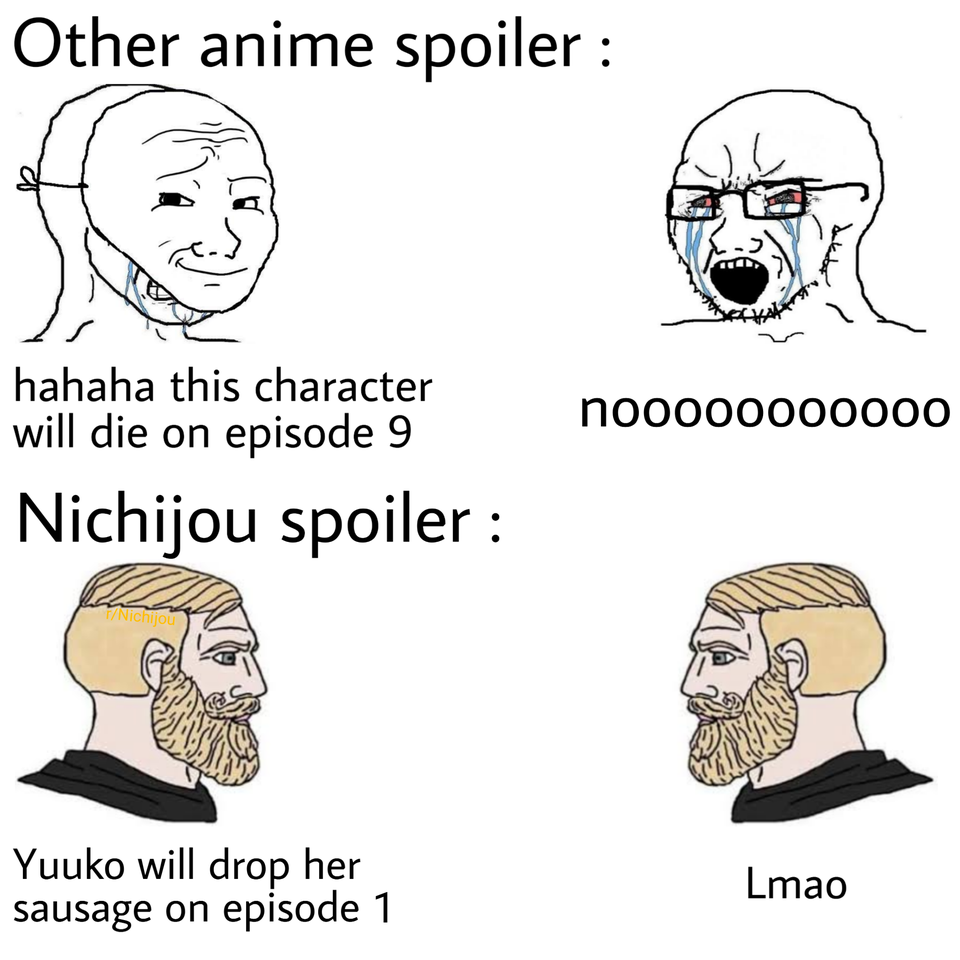 Other anime spoiler :
hahaha this character
will die on episode 9
noooooooooooo
Nichijou spoiler :
r/Nichijou
Yuuko will drop her
sausage on episode 1
Lmao